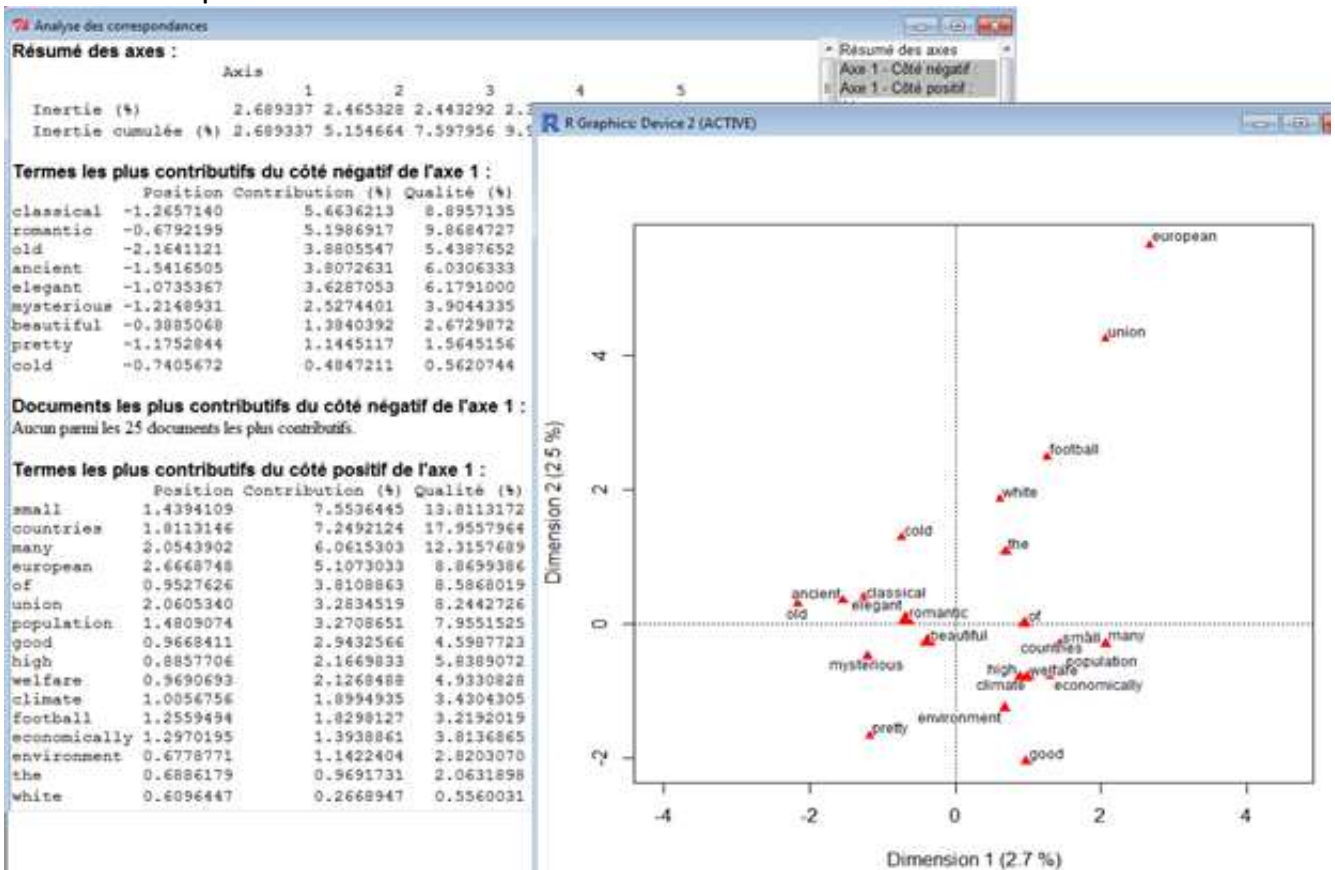 Analyse des correspondances
Résumé des axes :
Axis
1 2 3 4 5
Inertie (%) 2.689337 2.465328 2.443292 2.3
Inertie cumulée (%) 2.689337 5.154664 7.597956 9.9
Termes les plus contributifs du côté négatif de l'axe 1 :
Position Contribution (%) Qualité (%)
classical -1.2657140 5.6636213 8.8957135
romantic -0.6792199 5.1986917 9.8684727
old -2.1641121 3.8805547 5.4387652
ancient -1.5416505 3.8072631 6.0306333
elegant -1.0735367 3.6287053 6.1791000
mysterious -1.2148931 2.5274401 3.9044335
beautiful -0.3885068 1.3840392 2.6729872
pretty -1.1752844 1.1445117 1.5645156
cold -0.7405672 0.4847211 0.5620744
Documents les plus contributifs du côté négatif de l'axe 1 :
Aucun parmi les 25 documents les plus contributifs.
Termes les plus contributifs du côté positif de l'axe 1 :
Position Contribution (%) Qualité (%)
small 1.4394109 7.5536445 13.8113172
countries 1.8113146 7.2492124 17.9557964
many 2.0543902 6.0615303 12.3157689
european 2.6668748 5.1073033 8.8699386
of 0.9527626 3.8108863 8.5868019
union 2.0605340 3.2834519 8.2442726
population 1.4809074 3.2708651 7.9551525
good 0.9668411 2.9432566 4.5987723
high 0.8857706 2.1669833 5.8389072
welfare 0.9690693 2.1268488 4.9330828
climate 1.0056756 1.8994935 3.4304305
football 1.2559494 1.8298127 3.2192019
economically 1.2970195 1.3938861 3.8136865
environment 0.6778771 1.1422404 2.8203070
the 0.6886179 0.9691731 2.0631898
white 0.6096447 0.2668947 0.5560031
Résumé des axes
Axe 1 - Côté négatif :
Axe 1 - Côté positif :
R Graphics: Device 2 (ACTIVE)
european
union
football
white
cold
the
ancient classical
old elegant romantic of
beautiful small many
mysterious countries
population
high welfare
climate economically
environment
pretty
good
4
2
0
-2
Dimension 2 (2.5 %)
-4 -2 0 2 4
Dimension 1 (2.7 %)